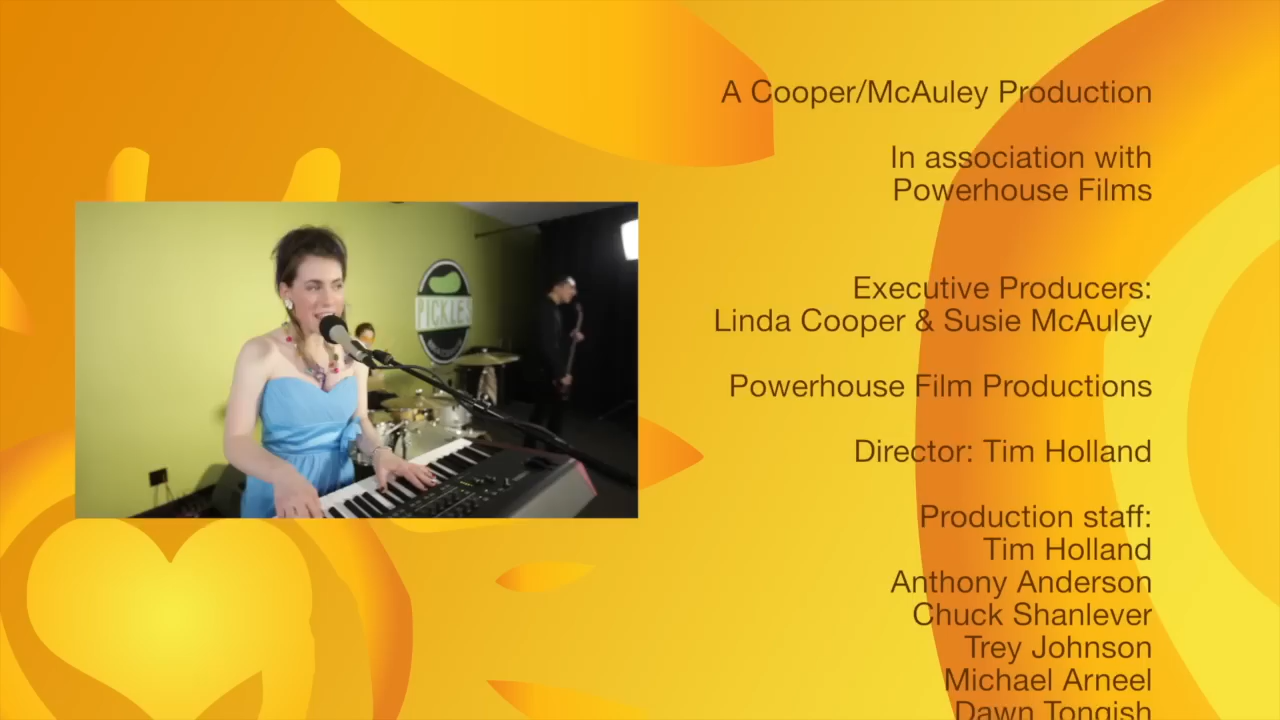 PICKLES
A Cooper/McAuley Production
In association with
Powerhouse Films
Executive Producers:
Linda Cooper & Susie McAuley
Powerhouse Film Productions
Director: Tim Holland
Production staff:
Tim Holland
Anthony Anderson
Chuck Shanlever
Trey Johnson
Michael Arneel
Dawn Tongish